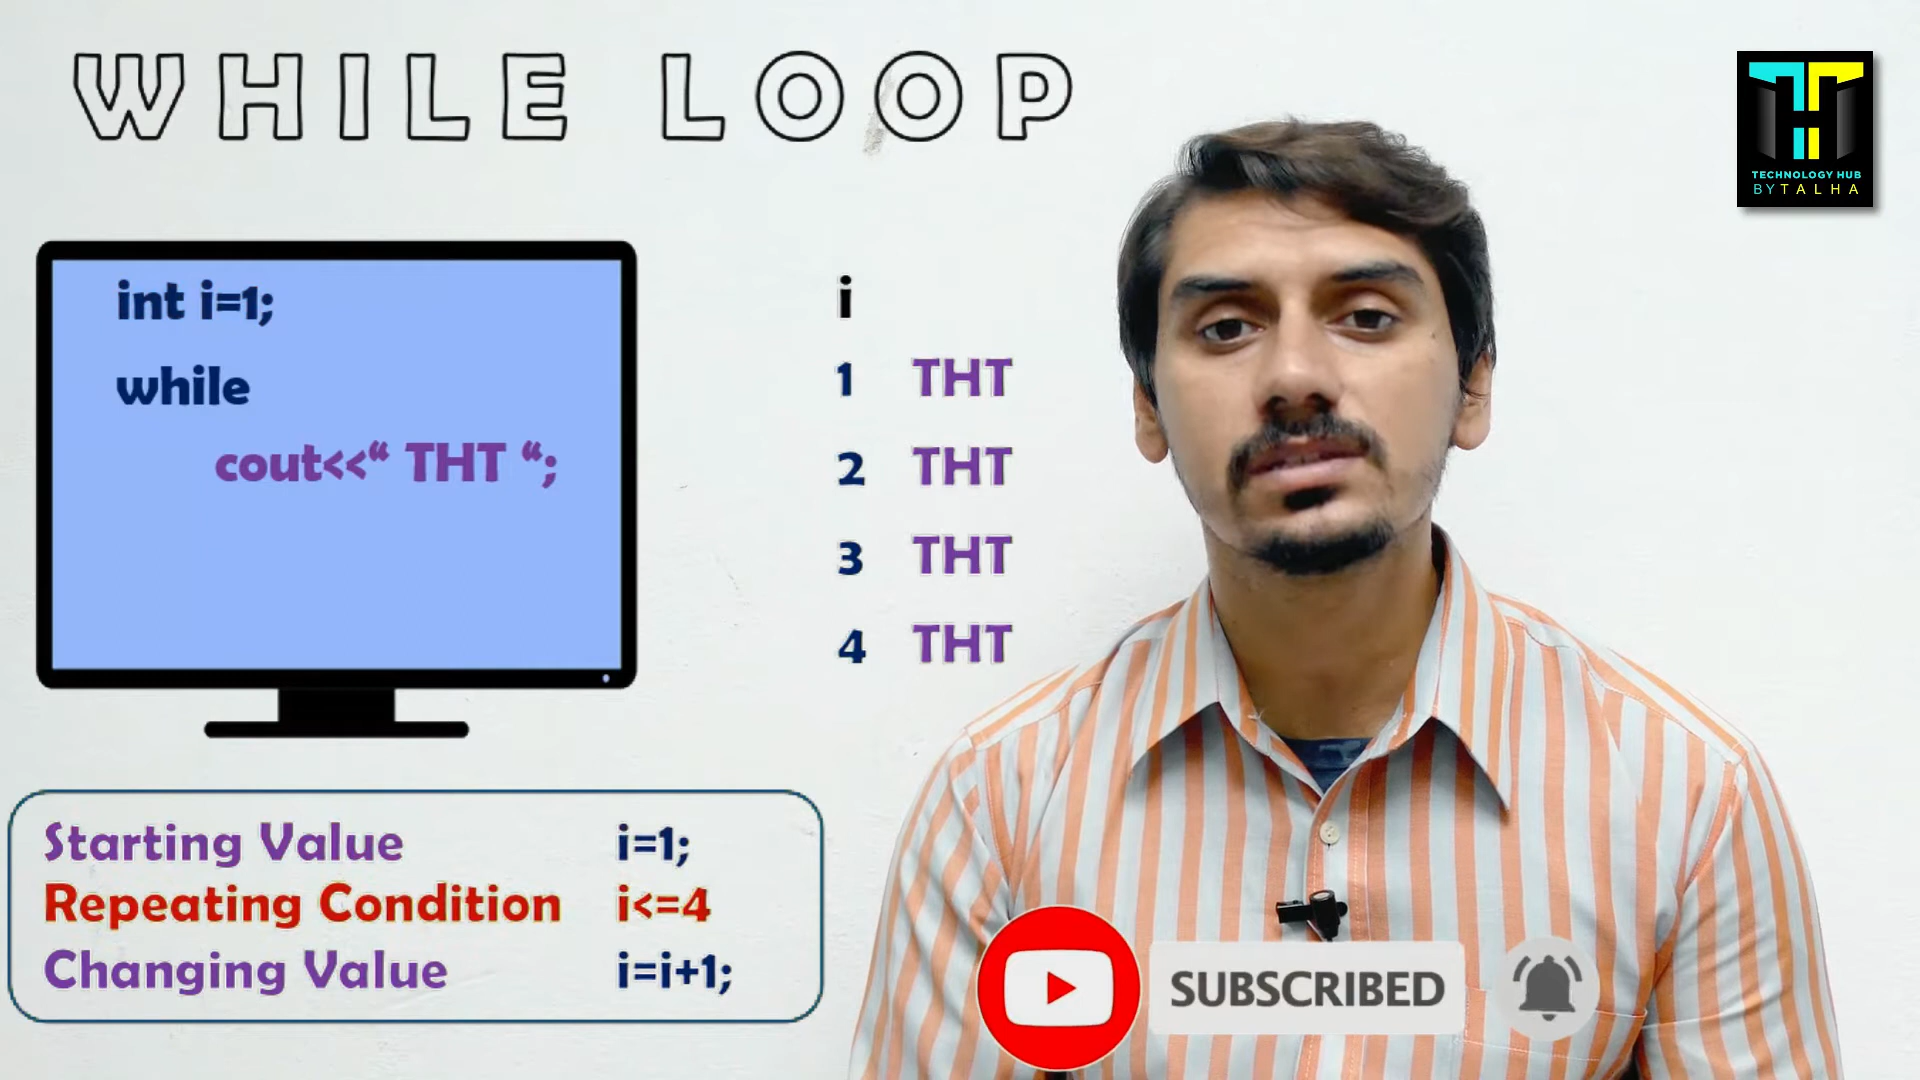 WHILE LOOP
TECHNOLOGY HUB
BYTALHA
int i=1;
while
cout<<“ THT “;
i
1 THT
2 THT
3 THT
4 THT
Starting Value i=1;
Repeating Condition i<=4
Changing Value i=i+1;
SUBSCRIBED